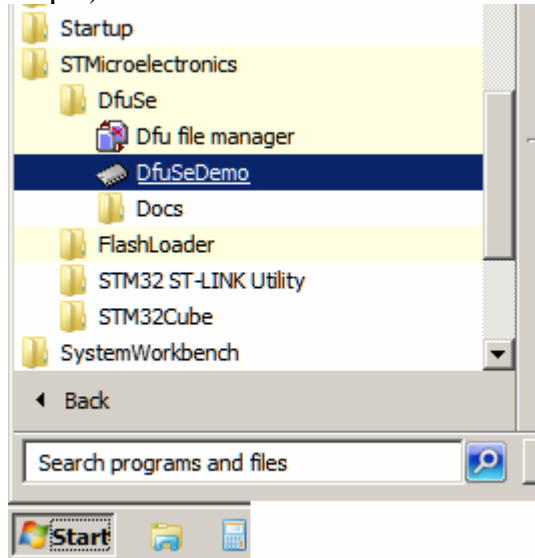 Startup
STMicroelectronics
DfuSe
Dfu file manager
DfuSeDemo
Docs
FlashLoader
STM32 ST-LINK Utility
STM32Cube
SystemWorkbench
Back
Search programs and files
Start